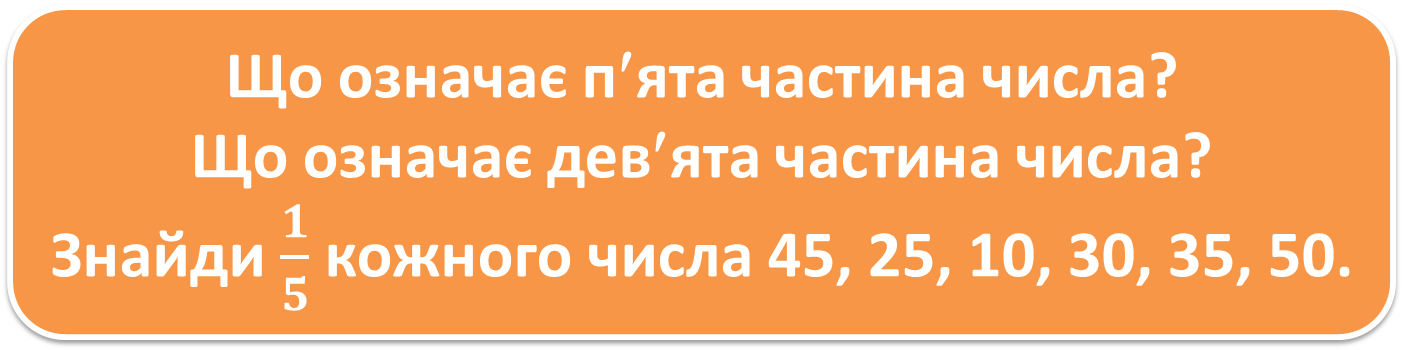 Що означає п′ята частина числа?
Що означає дев′ята частина числа?
Знайди 1/5 кожного числа 45, 25, 10, 30, 35, 50.